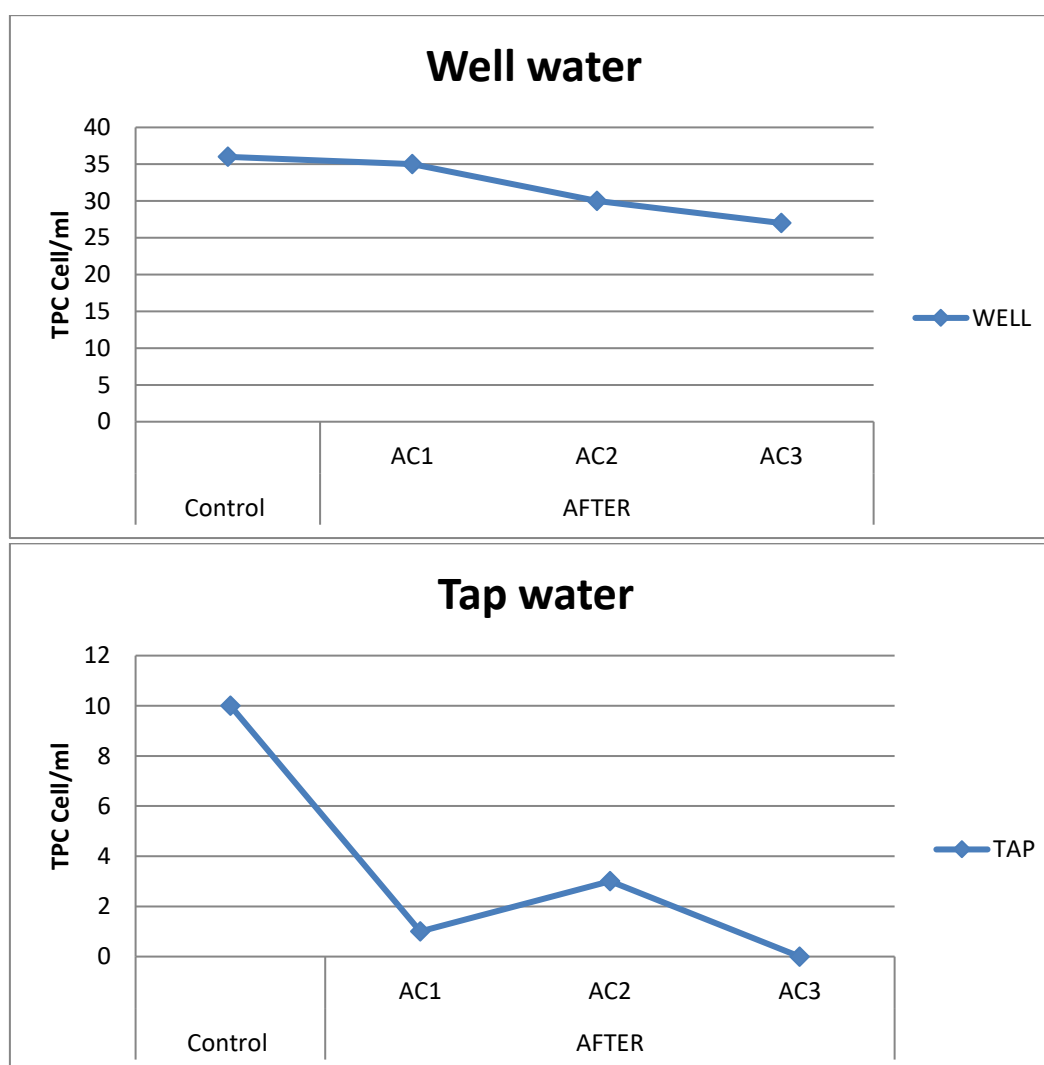 Well water
40
35
30
25
20
15
10
5
0
TPC Cell/ml
WELL
AC1 AC2 AC3
Control AFTER
Tap water
12
10
8
6
4
2
0
TPC Cell/ml
TAP
AC1 AC2 AC3
Control AFTER